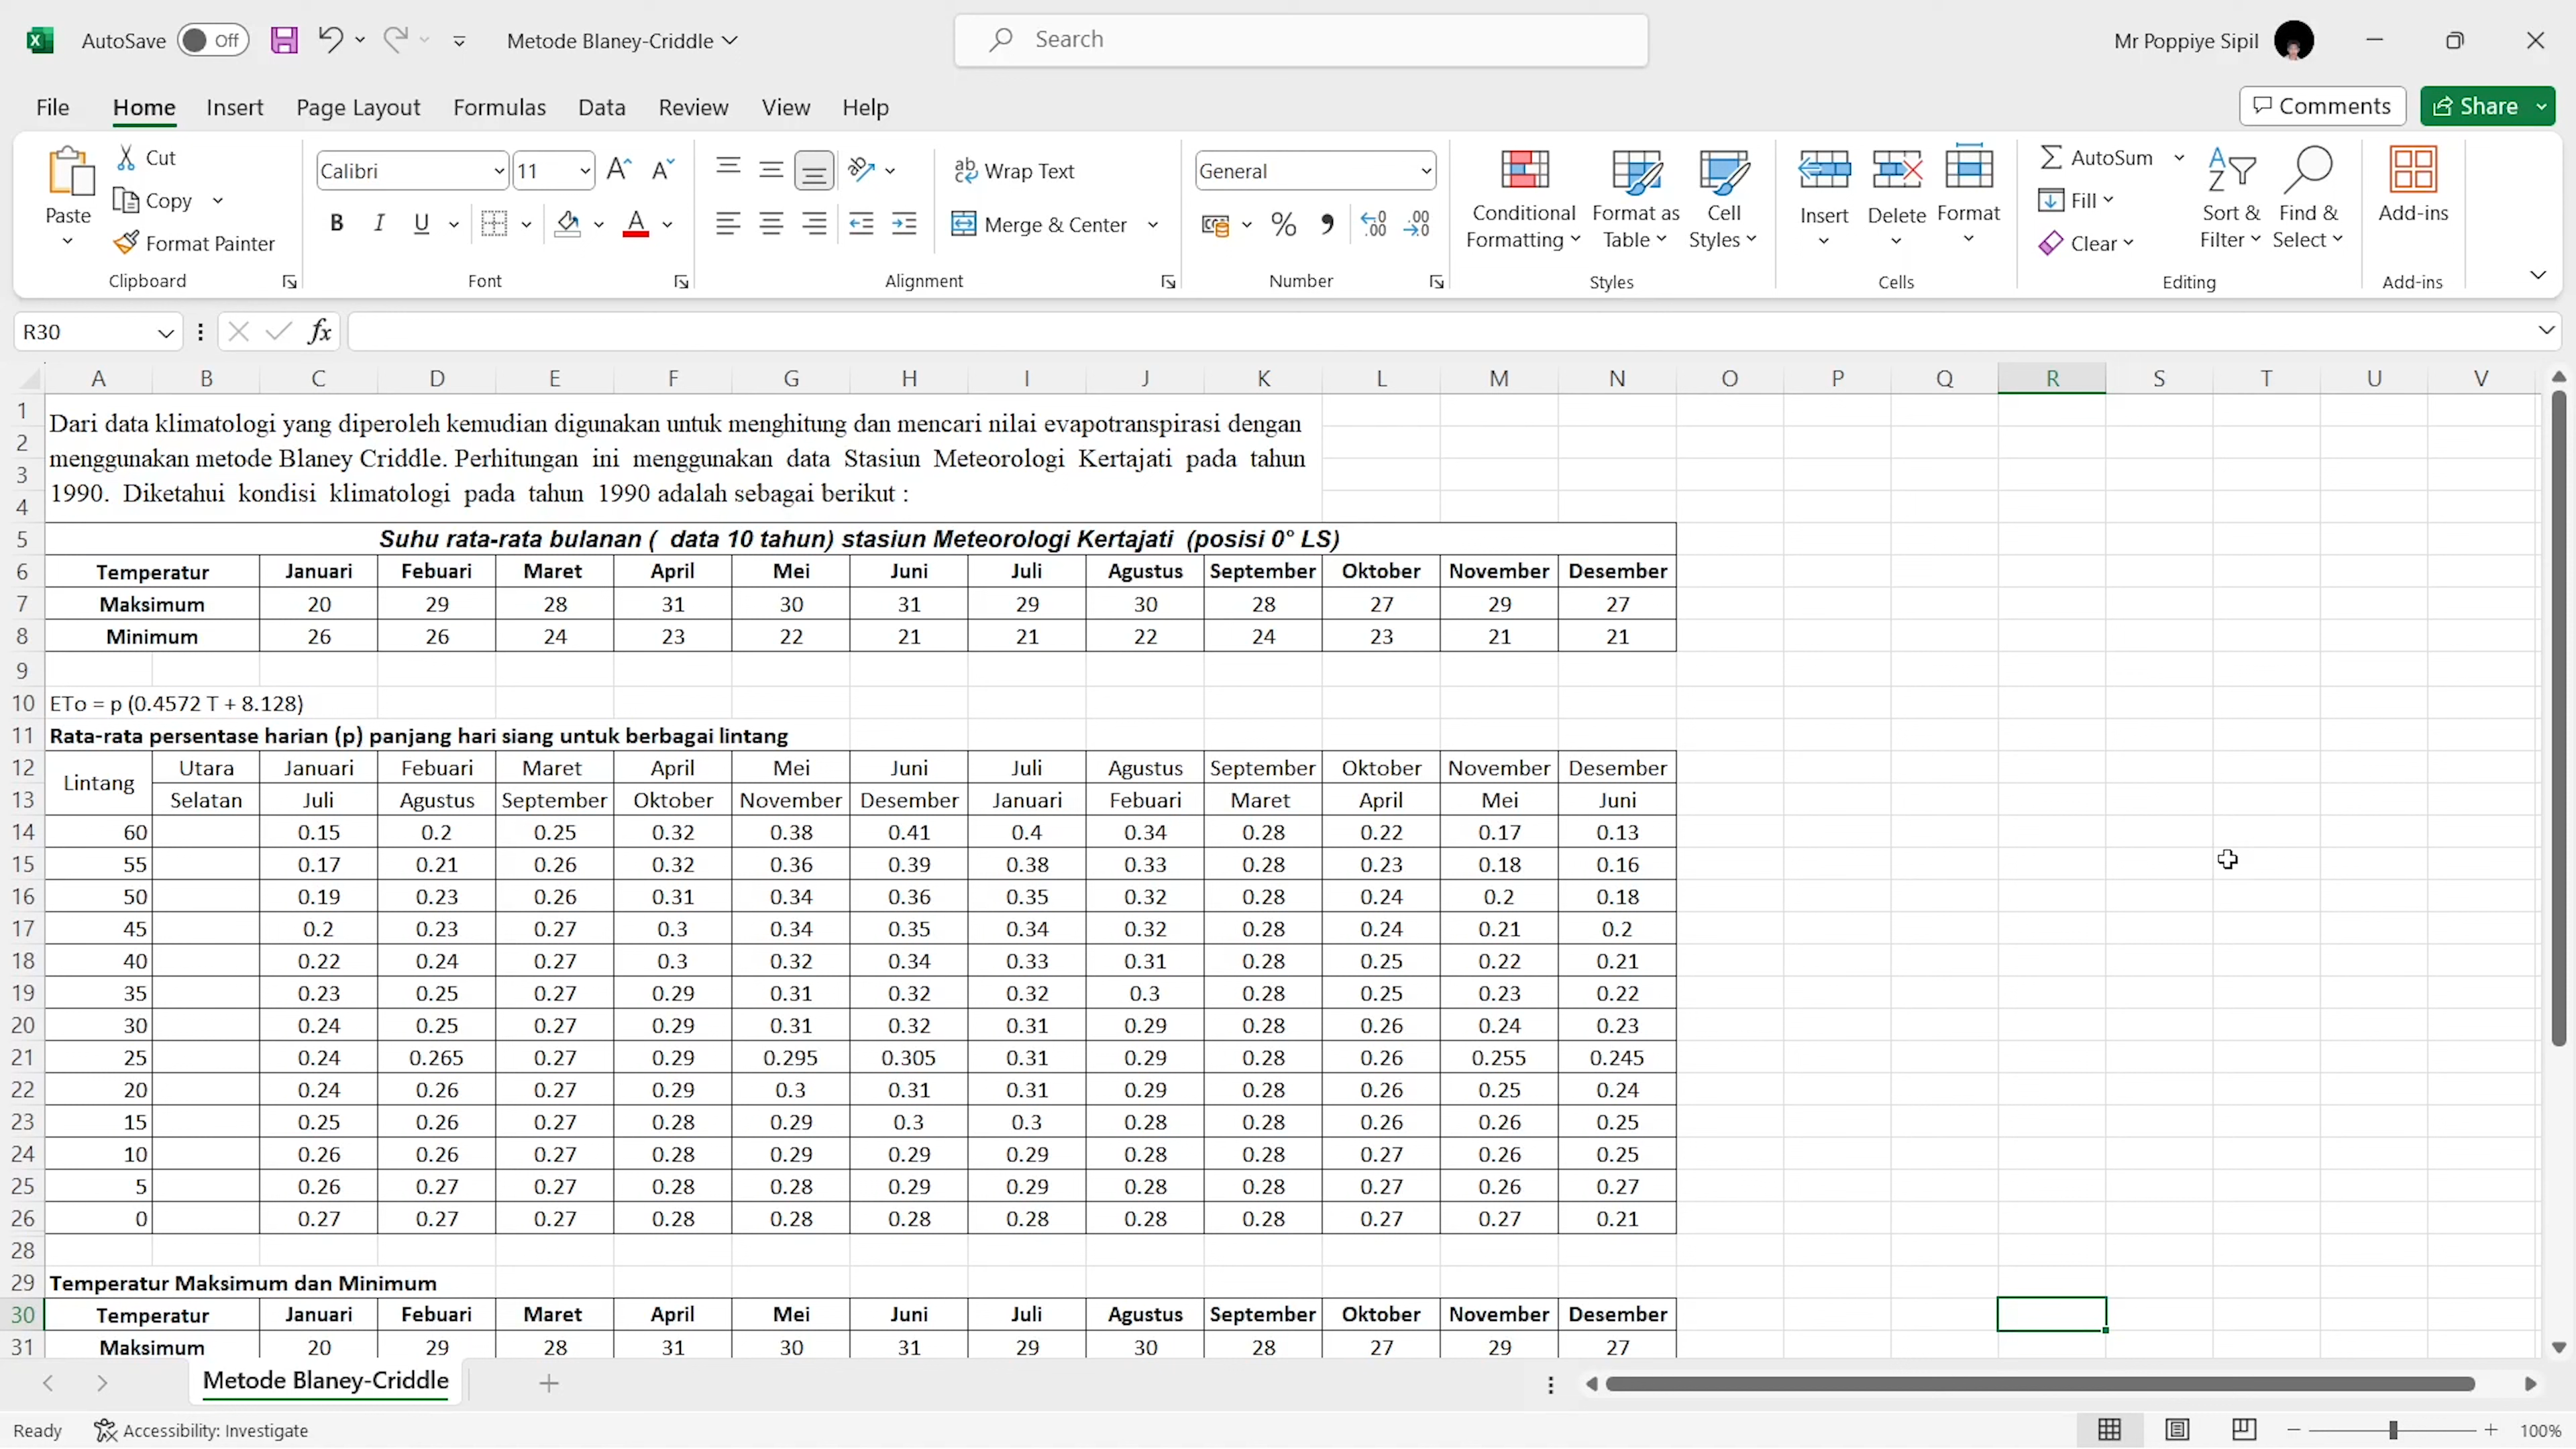 AutoSave Off Metode Blaney-Criddle Search Mr Poppiye Sipil
File Home Insert Page Layout Formulas Data Review View Help Comments Share
Paste Cut Copy Format Painter Clipboard
Calibri 11 B I U A Font
Wrap Text Merge & Center Alignment
General % Number
Conditional Formatting Format as Table Cell Styles Styles
Insert Delete Format Cells
AutoSum Fill Clear Sort & Filter Find & Select Editing
Add-ins Add-ins
R30 fx
A B C D E F G H I J K L M N O P Q R S T U V
1 Dari data klimatologi yang diperoleh kemudian digunakan untuk menghitung dan mencari nilai evapotranspirasi dengan
2 menggunakan metode Blaney Criddle. Perhitungan ini menggunakan data Stasiun Meteorologi Kertajati pada tahun
3 1990. Diketahui kondisi klimatologi pada tahun 1990 adalah sebagai berikut :
4
5 Suhu rata-rata bulanan ( data 10 tahun) stasiun Meteorologi Kertajati (posisi 0° LS)
6 Temperatur Januari Febuari Maret April Mei Juni Juli Agustus September Oktober November Desember
7 Maksimum 20 29 28 31 30 31 29 30 28 27 29 27
8 Minimum 26 26 24 23 22 21 21 22 24 23 21 21
9
10 ETo = p (0.4572 T + 8.128)
11 Rata-rata persentase harian (p) panjang hari siang untuk berbagai lintang
12 Lintang Utara Januari Febuari Maret April Mei Juni Juli Agustus September Oktober November Desember
13 Selatan Juli Agustus September Oktober November Desember Januari Febuari Maret April Mei Juni
14 60 0.15 0.2 0.25 0.32 0.38 0.41 0.4 0.34 0.28 0.22 0.17 0.13
15 55 0.17 0.21 0.26 0.32 0.36 0.39 0.38 0.33 0.28 0.23 0.18 0.16
16 50 0.19 0.23 0.26 0.31 0.34 0.36 0.35 0.32 0.28 0.24 0.2 0.18
17 45 0.2 0.23 0.27 0.3 0.34 0.35 0.34 0.32 0.28 0.24 0.21 0.2
18 40 0.22 0.24 0.27 0.3 0.32 0.34 0.33 0.31 0.28 0.25 0.22 0.21
19 35 0.23 0.25 0.27 0.29 0.31 0.32 0.32 0.3 0.28 0.25 0.23 0.22
20 30 0.24 0.25 0.27 0.29 0.31 0.32 0.31 0.29 0.28 0.26 0.24 0.23
21 25 0.24 0.265 0.27 0.29 0.295 0.305 0.31 0.29 0.28 0.26 0.255 0.245
22 20 0.24 0.26 0.27 0.29 0.3 0.31 0.31 0.29 0.28 0.26 0.25 0.24
23 15 0.25 0.26 0.27 0.28 0.29 0.3 0.3 0.28 0.28 0.26 0.26 0.25
24 10 0.26 0.26 0.27 0.28 0.29 0.29 0.29 0.28 0.28 0.27 0.26 0.25
25 5 0.26 0.27 0.27 0.28 0.28 0.29 0.29 0.28 0.28 0.27 0.26 0.27
26 0 0.27 0.27 0.27 0.28 0.28 0.28 0.28 0.28 0.28 0.27 0.27 0.21
28
29 Temperatur Maksimum dan Minimum
30 Temperatur Januari Febuari Maret April Mei Juni Juli Agustus September Oktober November Desember
31 Maksimum 20 29 28 31 30 31 29 30 28 27 29 27
Metode Blaney-Criddle
Ready Accessibility: Investigate 100%